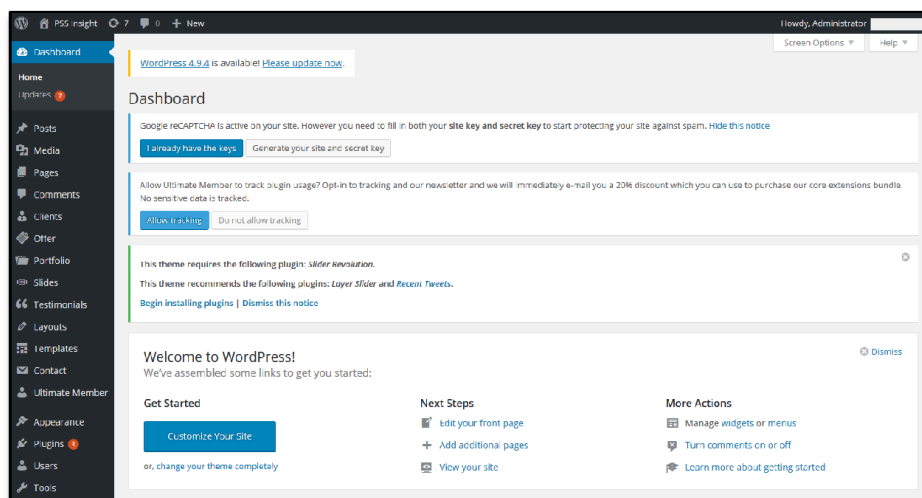 PSS Insight 7 0 New Howdy, Administrator
Screen Options Help
Dashboard
Home
Updates 7
Posts
Media
Pages
Comments
Clients
Offer
Portfolio
Slides
Testimonials
Layouts
Templates
Contact
Ultimate Member
Appearance
Plugins 3
Users
Tools
WordPress 4.9.4 is available! Please update now.
Dashboard
Google reCAPTCHA is active on your site. However you need to fill in both your site key and secret key to start protecting your site against spam. Hide this notice
I already have the keys Generate your site and secret key
Allow Ultimate Member to track plugin usage? Opt-in to tracking and our newsletter and we will immediately e-mail you a 20% discount which you can use to purchase our core extensions bundle.
No sensitive data is tracked.
Allow tracking Do not allow tracking
This theme requires the following plugin: Slider Revolution.
This theme recommends the following plugins: Layer Slider and Recent Tweets.
Begin installing plugins | Dismiss this notice
Welcome to WordPress! Dismiss
We've assembled some links to get you started:
Get Started
Customize Your Site
or, change your theme completely
Next Steps
Edit your front page
Add additional pages
View your site
More Actions
Manage widgets or menus
Turn comments on or off
Learn more about getting started